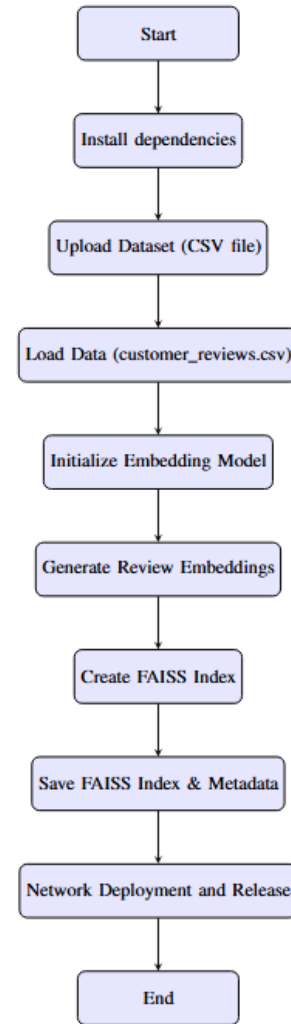 Start
Install dependencies
Upload Dataset (CSV file)
Load Data (customer_reviews.csv)
Initialize Embedding Model
Generate Review Embeddings
Create FAISS Index
Save FAISS Index & Metadata
Network Deployment and Release
End